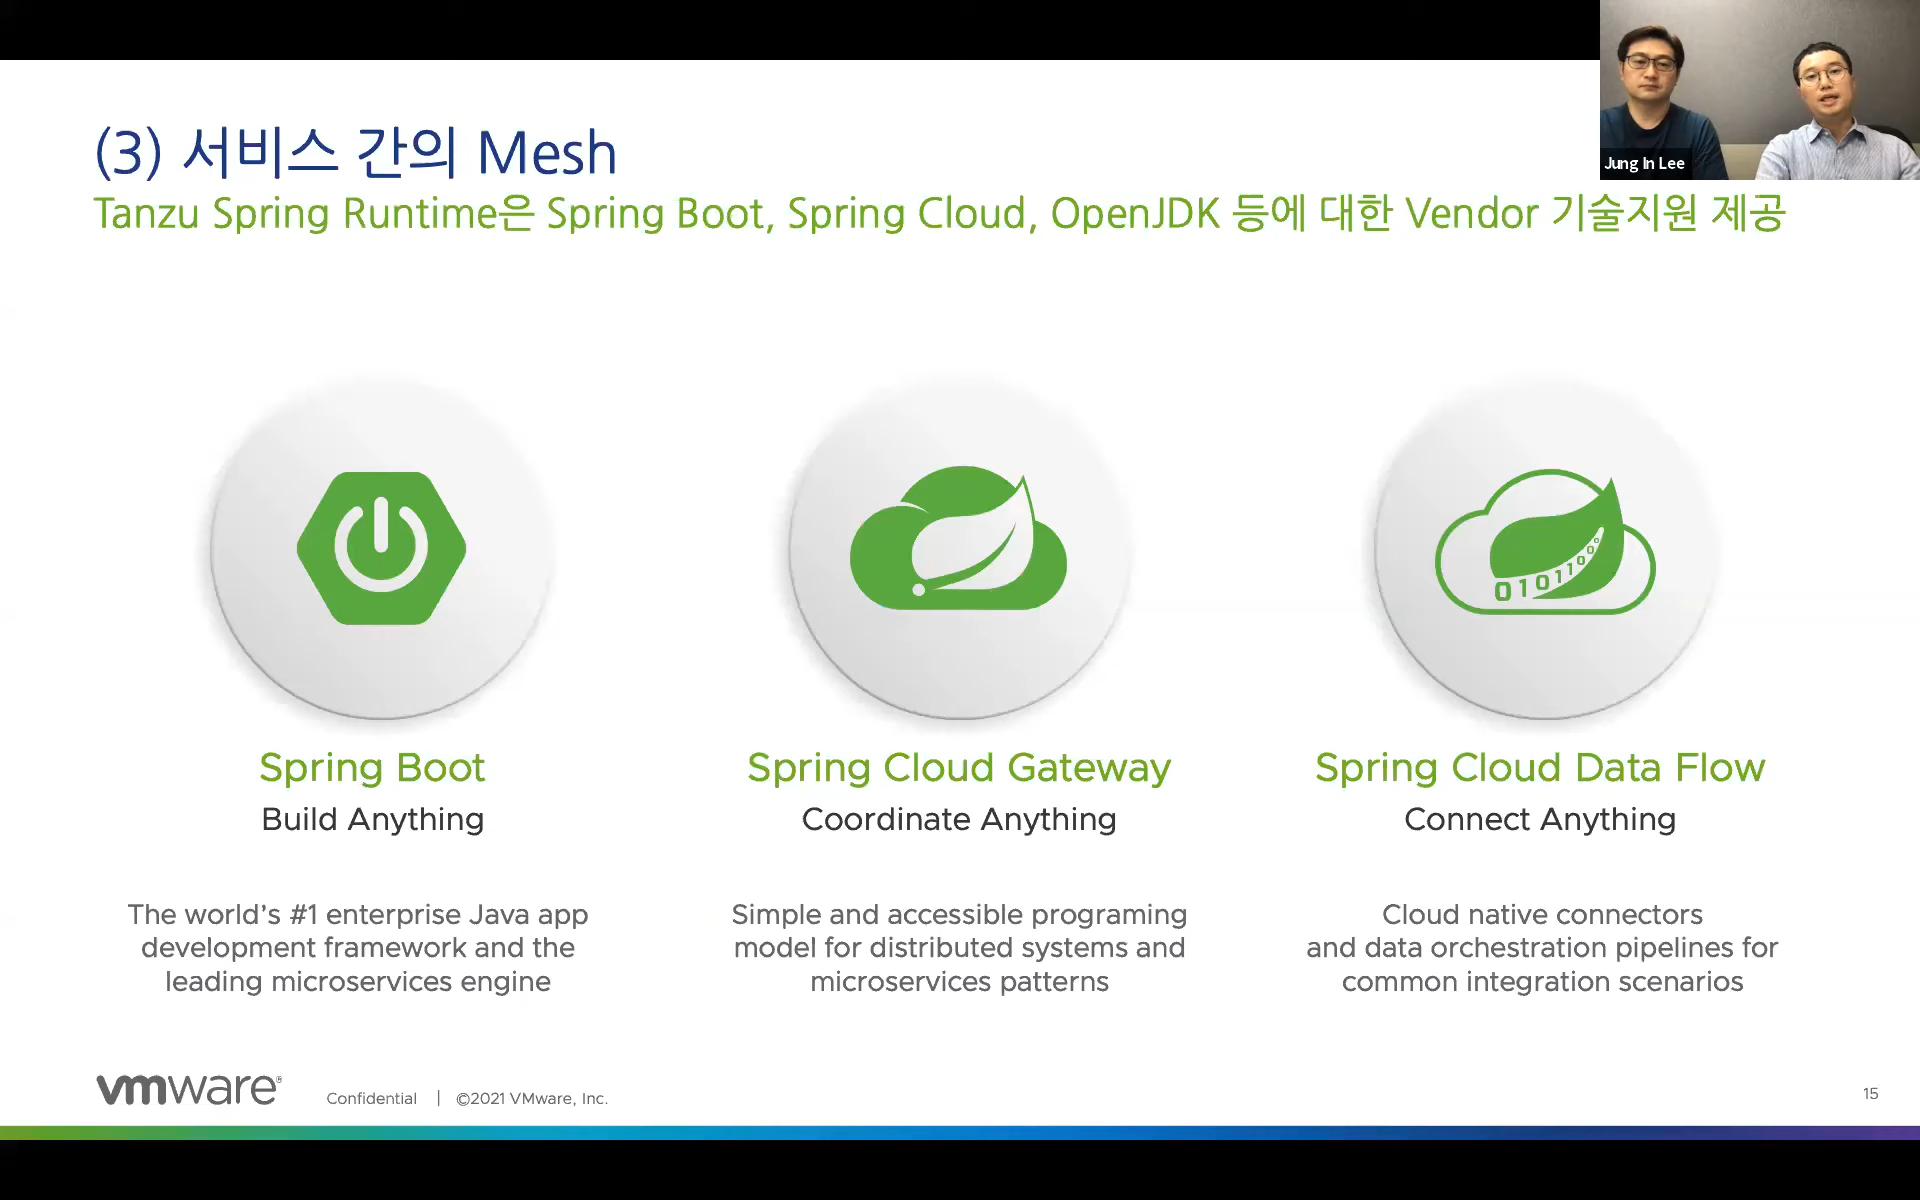 (3) 서비스 간의 Mesh
Tanzu Spring Runtime은 Spring Boot, Spring Cloud, OpenJDK 등에 대한 Vendor 기술지원 제공
Jung In Lee
010110000
Spring Boot
Build Anything
The world's #1 enterprise Java app
development framework and the
leading microservices engine
Spring Cloud Gateway
Coordinate Anything
Simple and accessible programing
model for distributed systems and
microservices patterns
Spring Cloud Data Flow
Connect Anything
Cloud native connectors
and data orchestration pipelines for
common integration scenarios
vmware®
Confidential | ©2021 VMware, Inc.
15